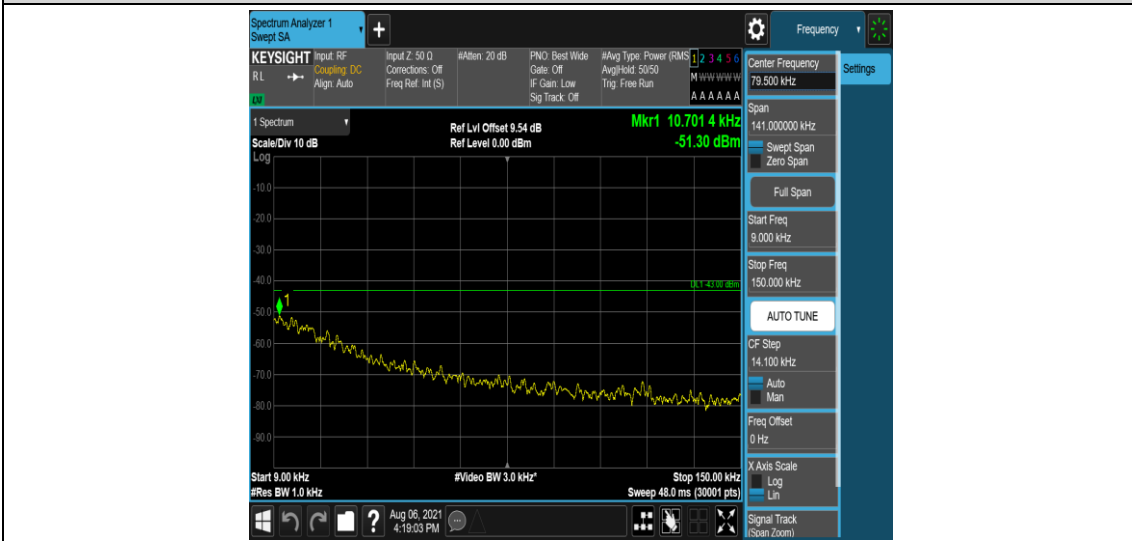 Spectrum Analyzer 1
Swept SA
+
Frequency
KEYSIGHT
RL
LXI
Input: RF
Coupling: DC
Align: Auto
Input Z: 50 Ω
Corrections: Off
Freq Ref: Int (S)
#Atten: 20 dB
PNO: Best Wide
Gate: Off
IF Gain: Low
Sig Track: Off
#Avg Type: Power (RMS
Avg|Hold: 50/50
Trig: Free Run
1 2 3 4 5 6
M W W W W W
A A A A A A
1 Spectrum
Scale/Div 10 dB
Ref Lvl Offset 9.54 dB
Ref Level 0.00 dBm
Mkr1 10.701 4 kHz
-51.30 dBm
Log
-10.0
-20.0
-30.0
-40.0
-50.0
-60.0
-70.0
-80.0
-90.0
DL1 -43.00 dBm
1
Start 9.00 kHz
#Res BW 1.0 kHz
#Video BW 3.0 kHz*
Stop 150.00 kHz
Sweep 48.0 ms (30001 pts)
Center Frequency
79.500 kHz
Settings
Span
141.000000 kHz
Swept Span
Zero Span
Full Span
Start Freq
9.000 kHz
Stop Freq
150.000 kHz
AUTO TUNE
CF Step
14.100 kHz
Auto
Man
Freq Offset
0 Hz
X Axis Scale
Log
Lin
Signal Track
(Span Zoom)
?
Aug 06, 2021
4:19:03 PM